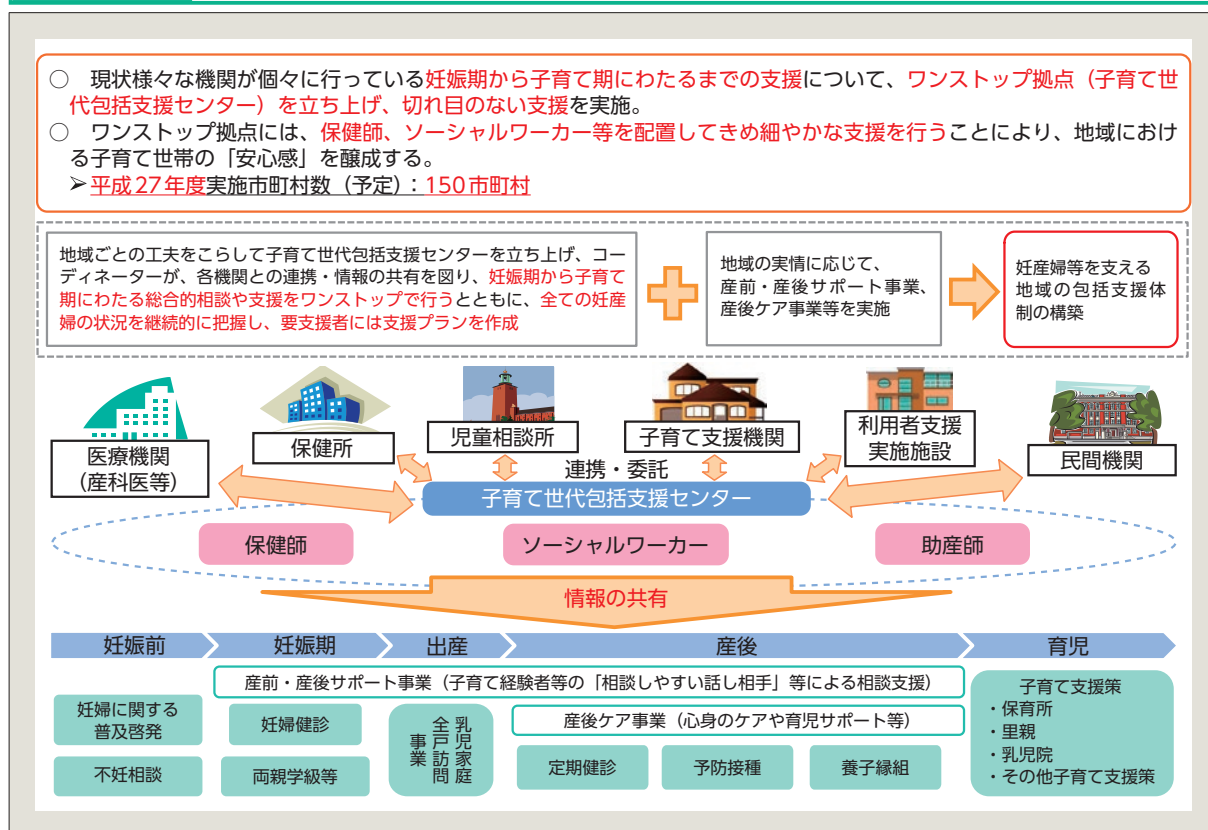 ○　現状様々な機関が個々に行っている妊娠期から子育て期にわたるまでの支援について、ワンストップ拠点（子育て世
代包括支援センター）を立ち上げ、切れ目のない支援を実施。
○　ワンストップ拠点には、保健師、ソーシャルワーカー等を配置してきめ細やかな支援を行うことにより、地域におけ
る子育て世帯の「安心感」を醸成する。
➢平成27年度実施市町村数（予定）：150市町村
地域ごとの工夫をこらして子育て世代包括支援センターを立ち上げ、コー
ディネーターが、各機関との連携・情報の共有を図り、妊娠期から子育て
期にわたる総合的相談や支援をワンストップで行うとともに、全ての妊産
婦の状況を継続的に把握し、要支援者には支援プランを作成
地域の実情に応じて、
産前・産後サポート事業、
産後ケア事業等を実施
妊産婦等を支える
地域の包括支援体
制の構築
医療機関
（産科医等）
保健所
児童相談所
子育て支援機関
利用者支援
実施施設
民間機関
連携・委託
子育て世代包括支援センター
保健師
ソーシャルワーカー
助産師
情報の共有
妊娠前
妊娠期
出産
産後
育児
産前・産後サポート事業（子育て経験者等の「相談しやすい話し相手」等による相談支援）
妊婦に関する
普及啓発
不妊相談
妊婦健診
両親学級等
乳児家庭
全戸訪問
事業
産後ケア事業（心身のケアや育児サポート等）
定期健診
予防接種
養子縁組
子育て支援策
・保育所
・里親
・乳児院
・その他子育て支援策